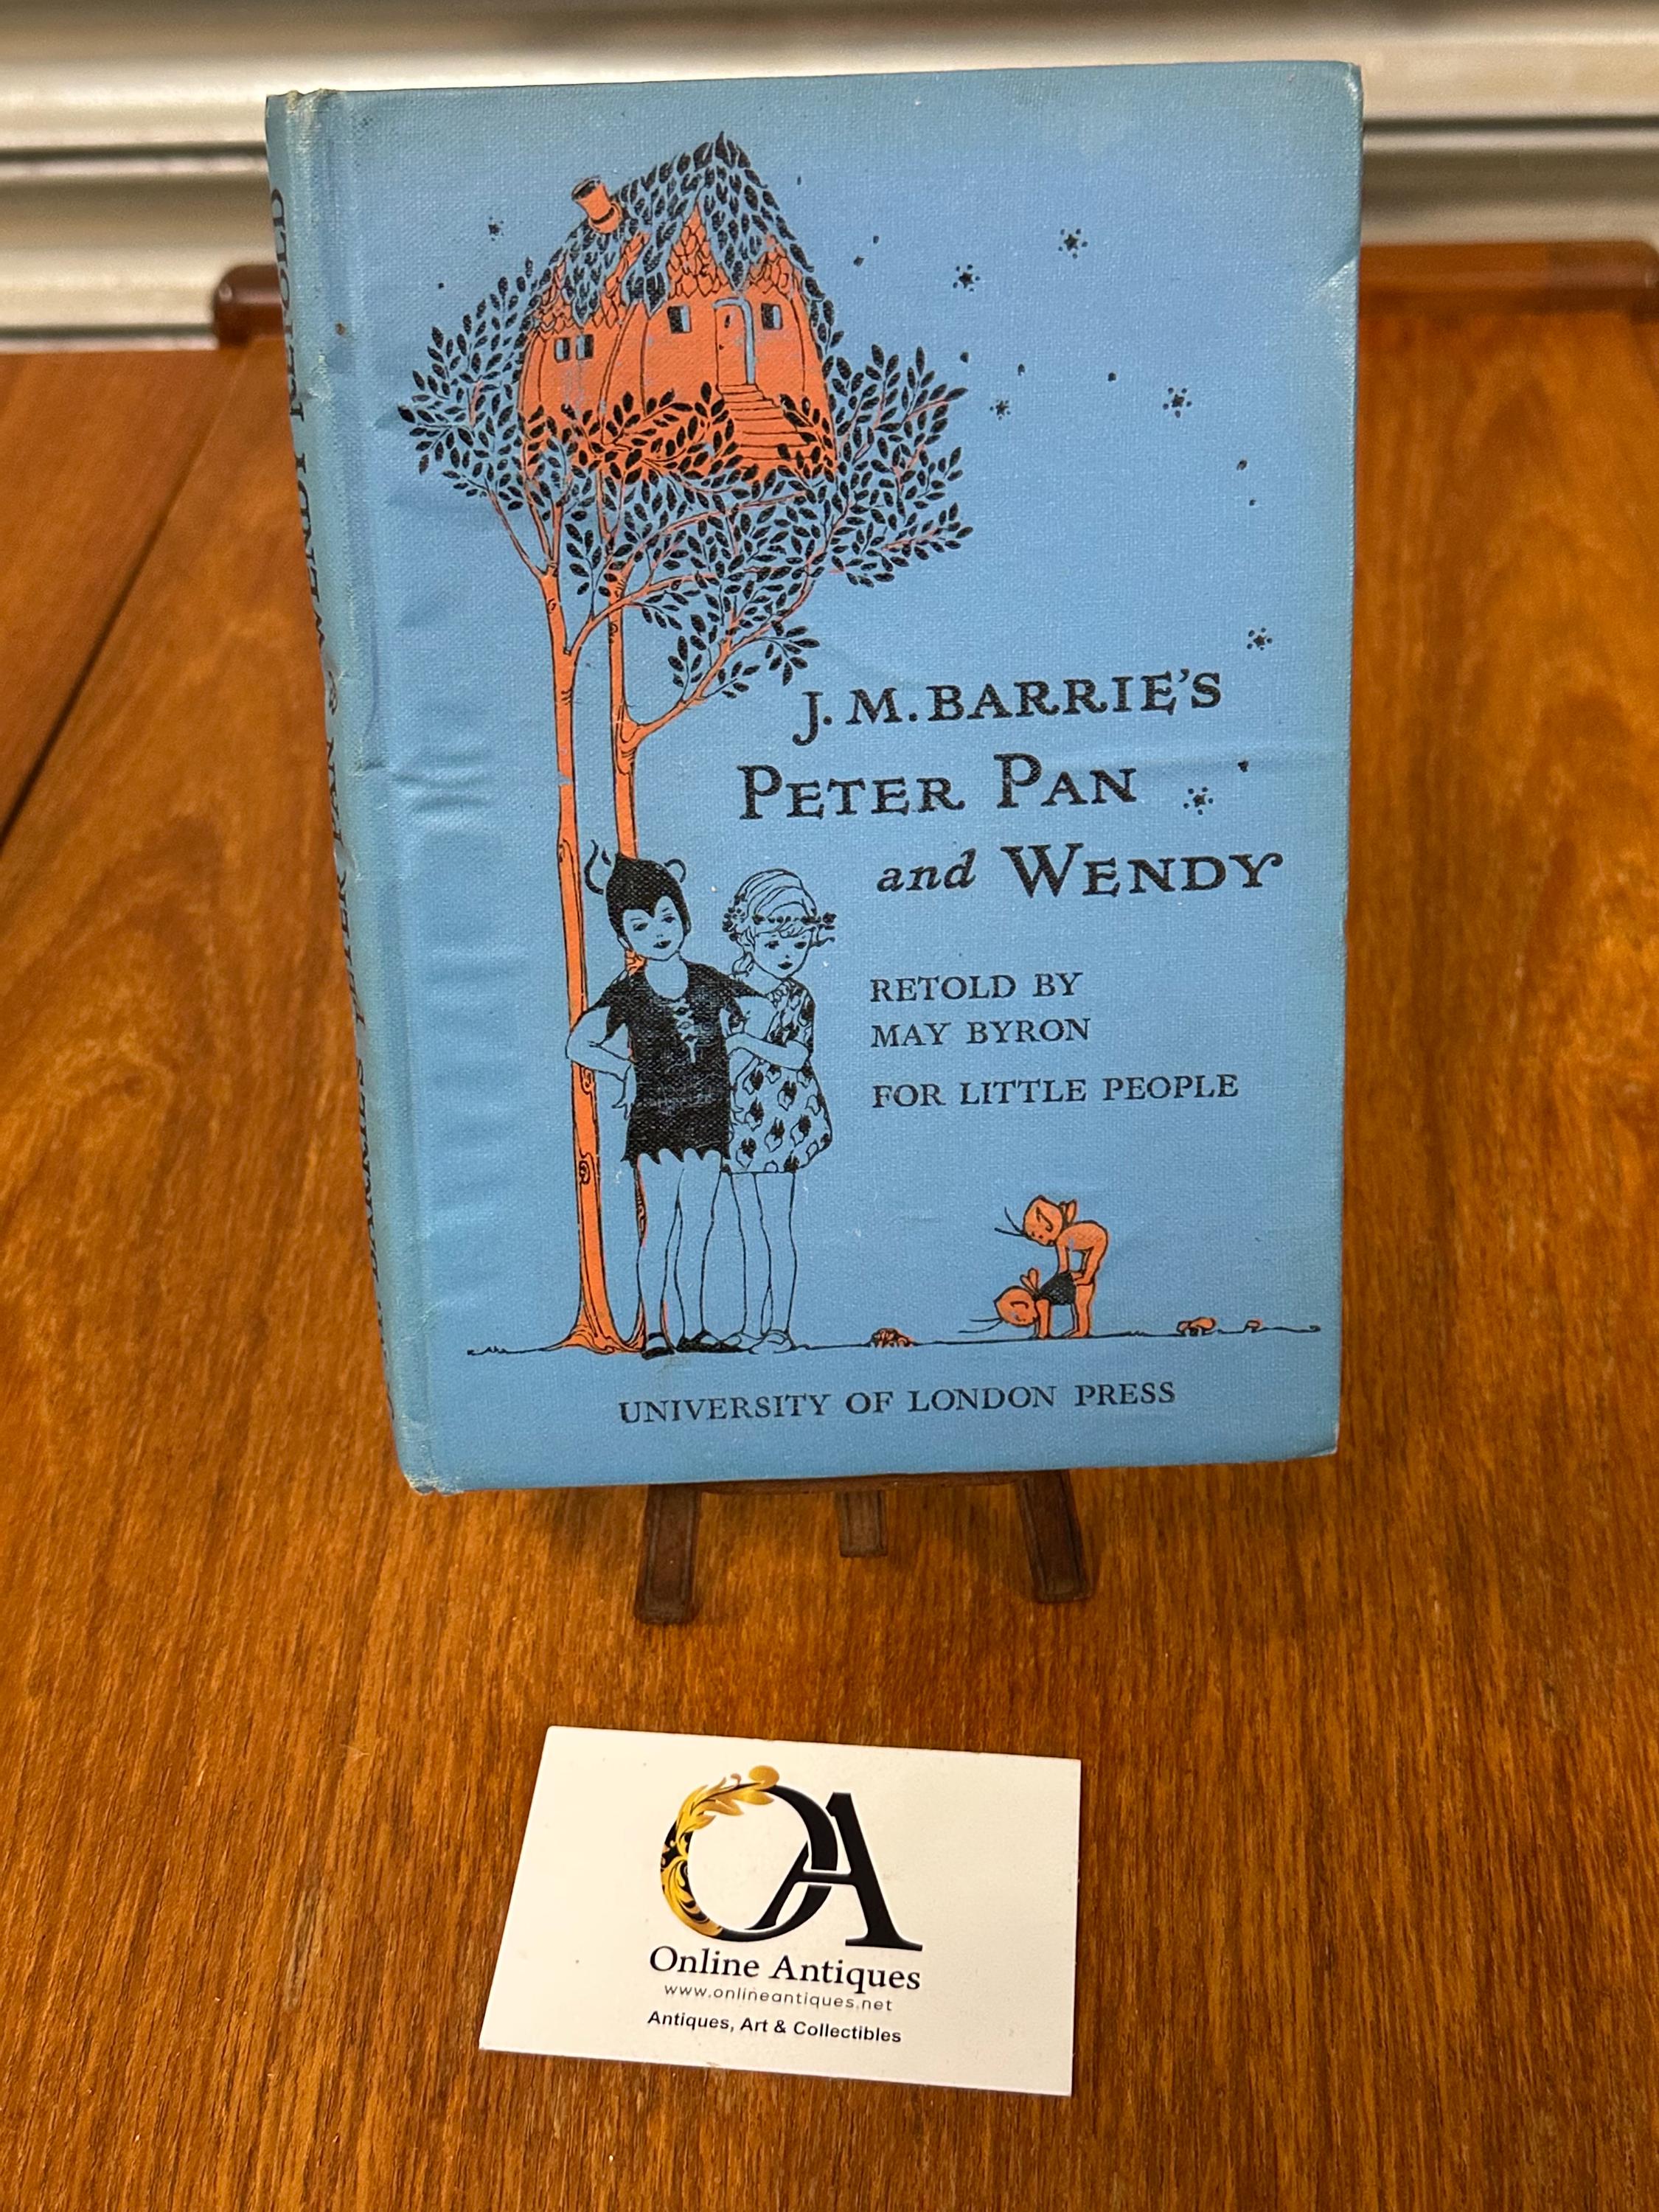 J. M. BARRIE'S
PETER PAN
and WENDY
RETOLD BY
MAY BYRON
FOR LITTLE PEOPLE
UNIVERSITY OF LONDON PRESS
OA
Online Antiques
www.onlineantiques.net
Antiques, Art & Collectibles